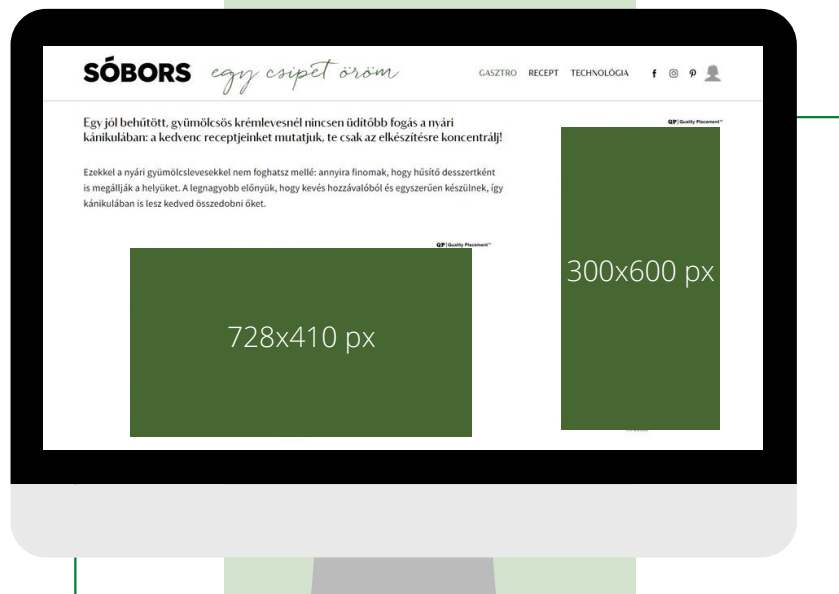 SÓBORS egy csipet öröm
GASZTRO RECEPT TECHNOLÓGIA
Egy jól behűtött, gyümölcsös krémlevesnél nincsen üdítőbb fogás a nyári
kánikulában: a kedvenc receptjeinket mutatjuk, te csak az elkészítésre koncentrálj!
QP | Quality Placement™
Ezekkel a nyári gyümölcslevesekkel nem foghatsz mellé: annyira finomak, hogy hűsítő desszertként
is megállják a helyüket. A legnagyobb előnyük, hogy kevés hozzávalóból és egyszerűen készülnek, így
kánikulában is lesz kedved összedobni őket.
QP | Quality Placement™
728x410 px
300x600 px